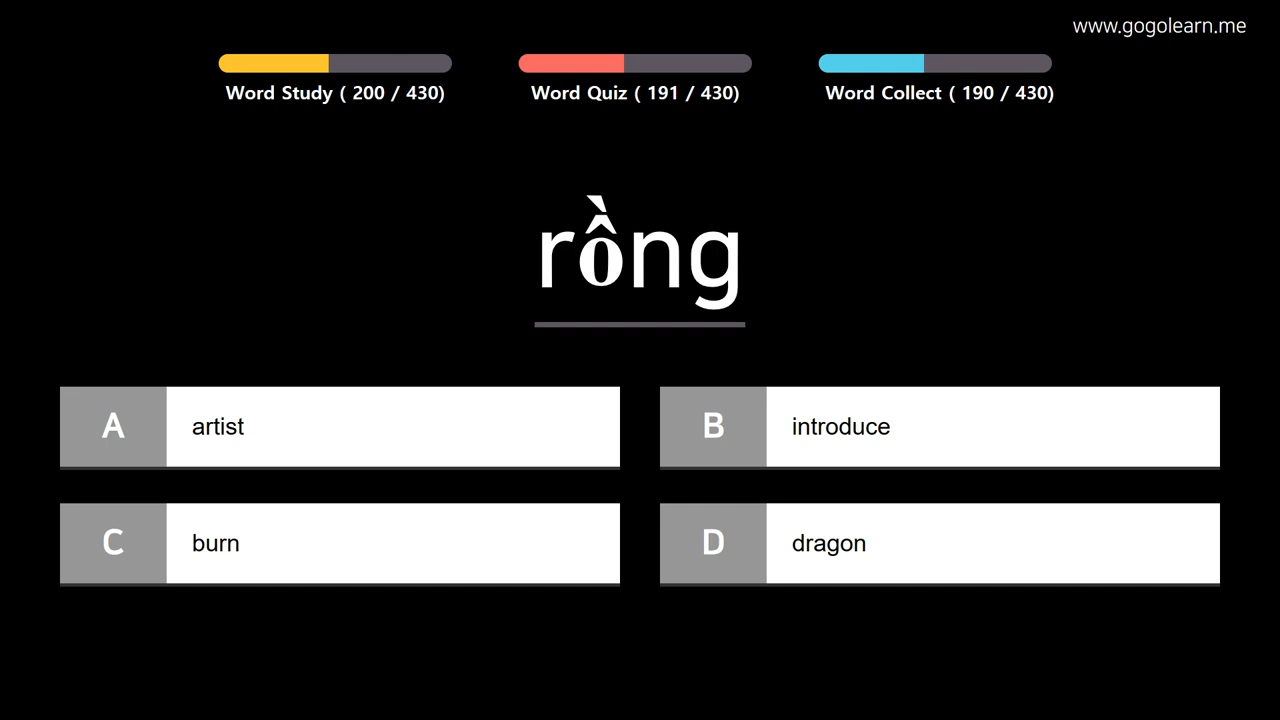 www.gogolearn.me
Word Study ( 200 / 430)
Word Quiz ( 191 / 430)
Word Collect ( 190 / 430)
rồng
A artist
B introduce
C burn
D dragon